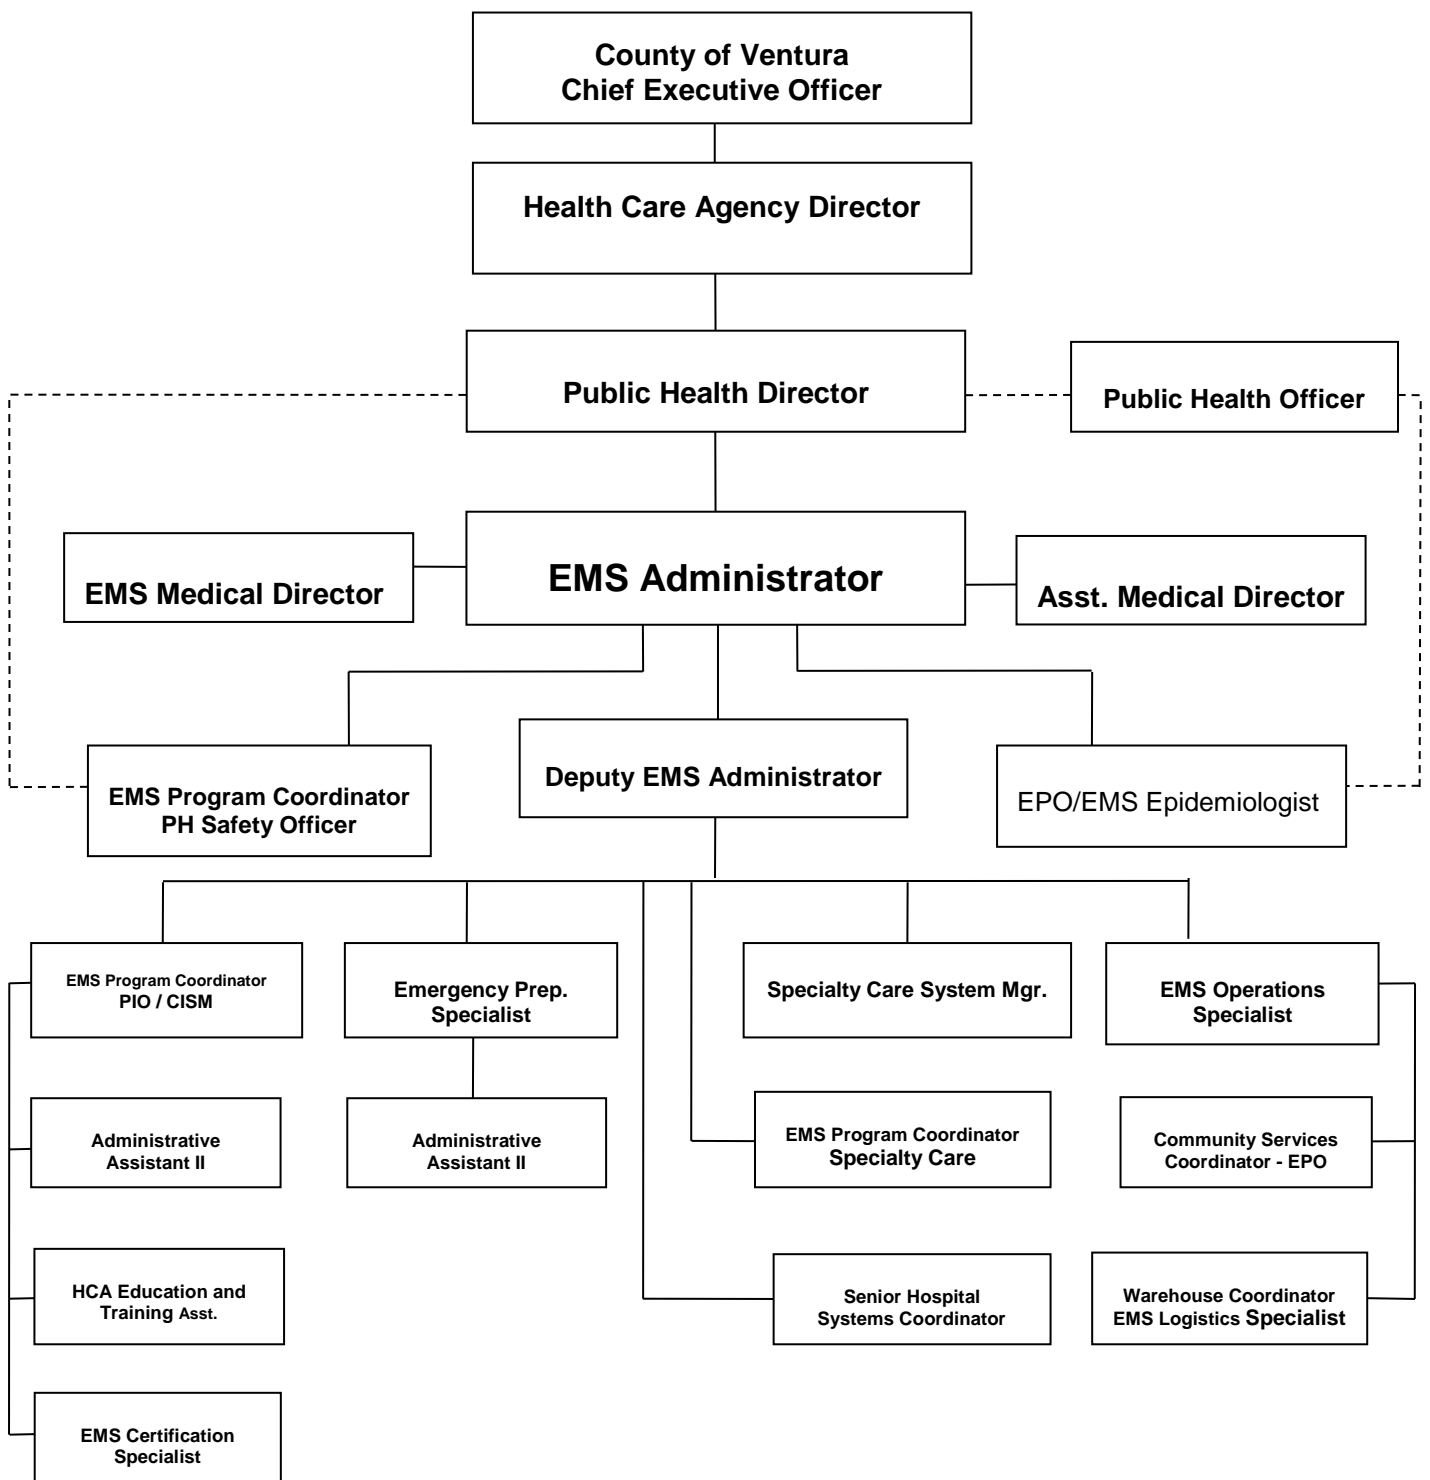 County of Ventura
Chief Executive Officer
Health Care Agency Director
Public Health Director
Public Health Officer
EMS Medical Director
EMS Administrator
Asst. Medical Director
EMS Program Coordinator
PH Safety Officer
Deputy EMS Administrator
EPO/EMS Epidemiologist
EMS Program Coordinator
PIO / CISM
Emergency Prep.
Specialist
Specialty Care System Mgr.
EMS Operations
Specialist
Administrative
Assistant II
Administrative
Assistant II
EMS Program Coordinator
Specialty Care
Community Services
Coordinator - EPO
HCA Education and
Training Asst.
Senior Hospital
Systems Coordinator
Warehouse Coordinator
EMS Logistics Specialist
EMS Certification
Specialist